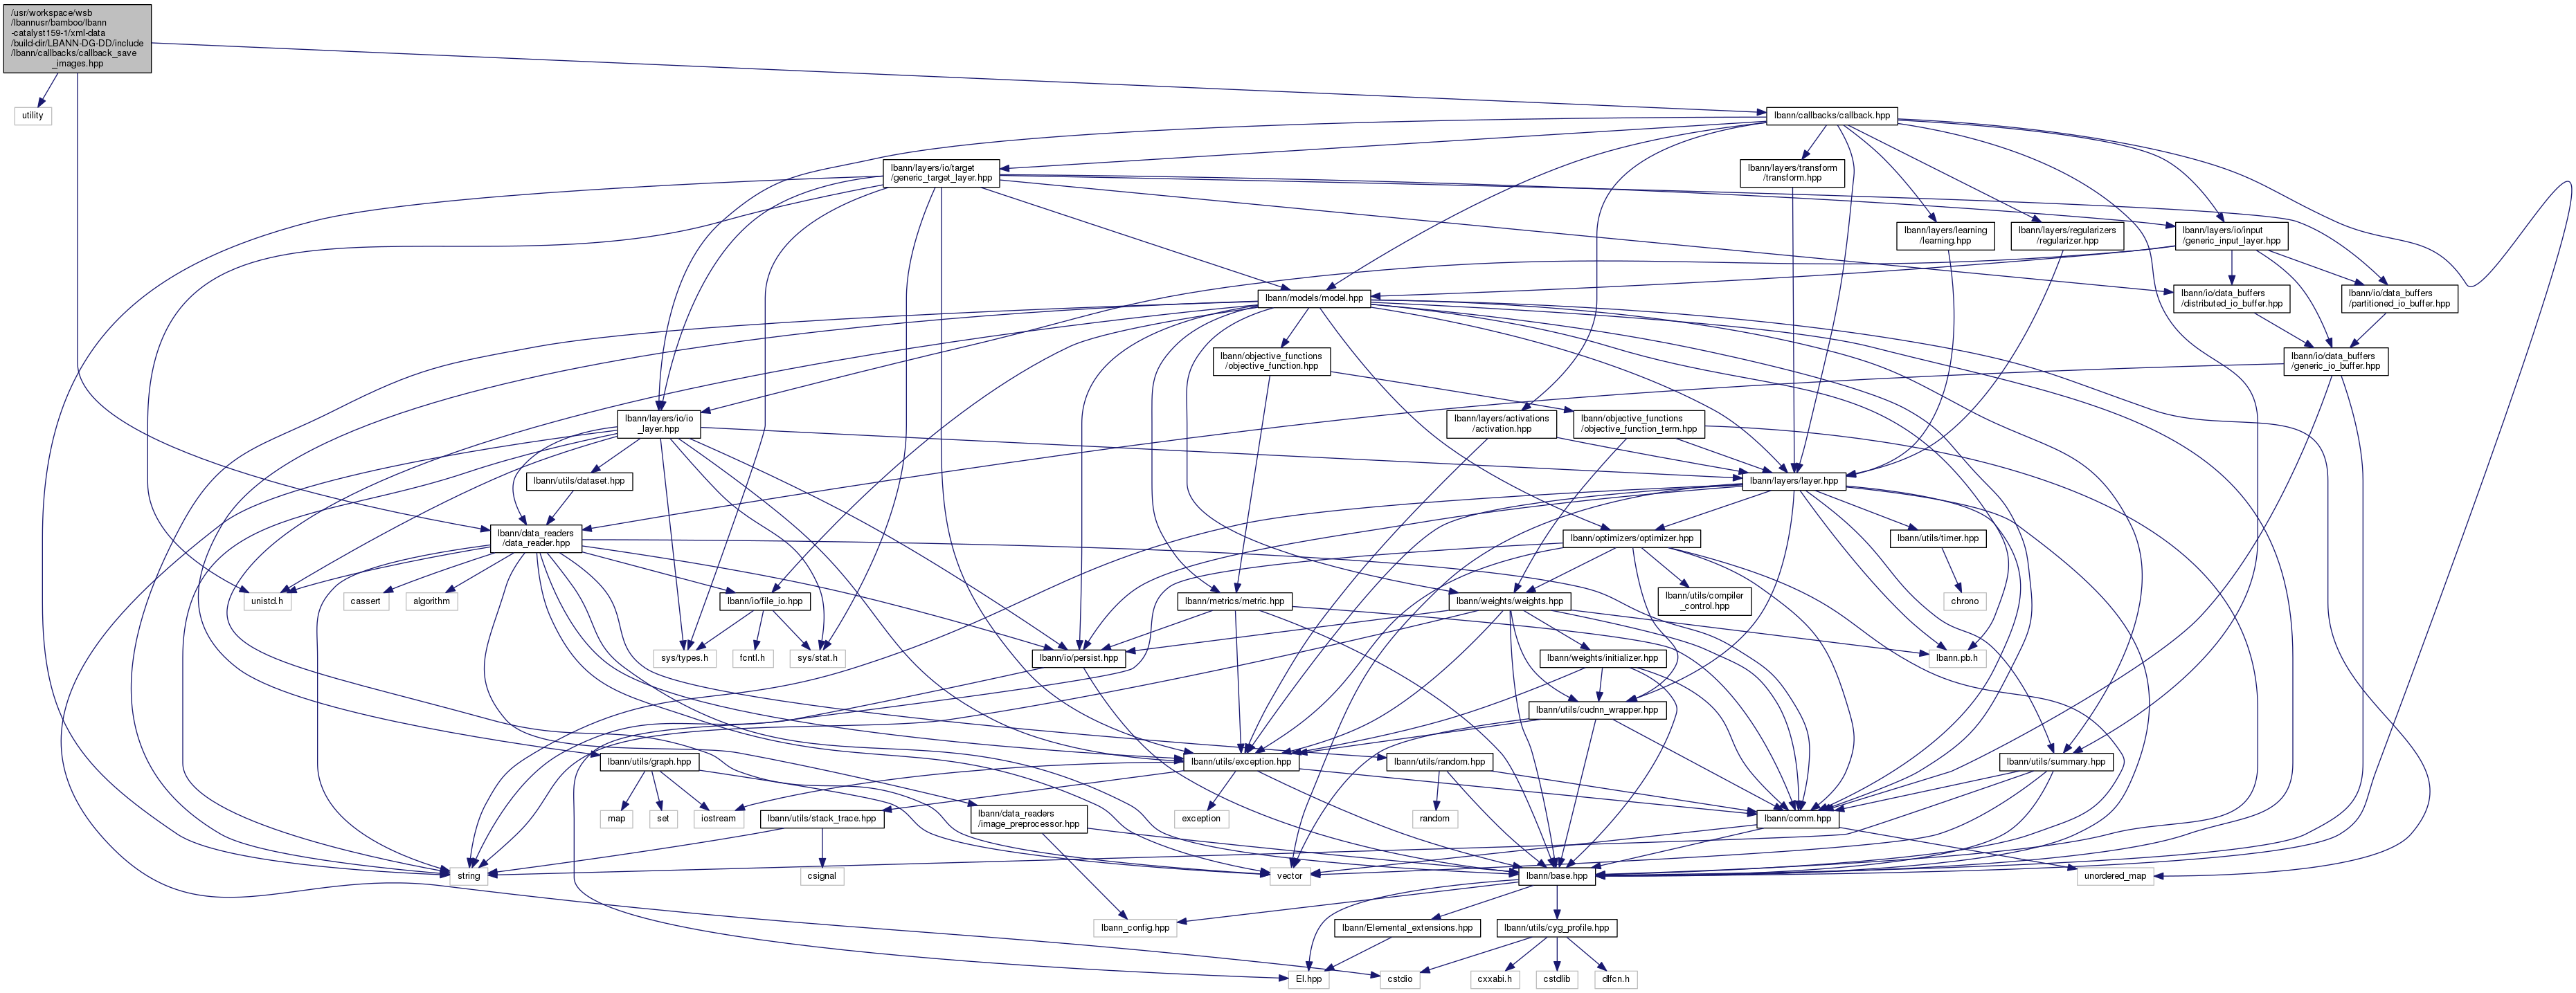 /usr/workspace/wsb
/lbannusr/bamboo/lbann
-catalyst159-1/xml-data
/build-dir/LBANN-DG-DD/include
/lbann/callbacks/callback_save
_images.hpp
utility
lbann/callbacks/callback.hpp
lbann/layers/io/target
/generic_target_layer.hpp
lbann/layers/transform
/transform.hpp
lbann/layers/learning
/learning.hpp
lbann/layers/regularizers
/regularizer.hpp
lbann/layers/io/input
/generic_input_layer.hpp
lbann/models/model.hpp
lbann/io/data_buffers
/distributed_io_buffer.hpp
lbann/io/data_buffers
/partitioned_io_buffer.hpp
lbann/objective_functions
/objective_function.hpp
lbann/io/data_buffers
/generic_io_buffer.hpp
lbann/layers/io/io
_layer.hpp
lbann/layers/activations
/activation.hpp
lbann/objective_functions
/objective_function_term.hpp
lbann/utils/dataset.hpp
lbann/layers/layer.hpp
lbann/data_readers
/data_reader.hpp
lbann/optimizers/optimizer.hpp
lbann/utils/timer.hpp
unistd.h
cassert
algorithm
lbann/io/file_io.hpp
lbann/metrics/metric.hpp
lbann/weights/weights.hpp
lbann/utils/compiler
_control.hpp
chrono
sys/types.h
fcntl.h
sys/stat.h
lbann/io/persist.hpp
lbann/weights/initializer.hpp
lbann.pb.h
lbann/utils/cudnn_wrapper.hpp
lbann/utils/graph.hpp
lbann/utils/exception.hpp
lbann/utils/random.hpp
lbann/utils/summary.hpp
map
set
iostream
lbann/utils/stack_trace.hpp
lbann/data_readers
/image_preprocessor.hpp
exception
random
lbann/comm.hpp
string
csignal
vector
lbann/base.hpp
unordered_map
lbann_config.hpp
lbann/Elemental_extensions.hpp
lbann/utils/cyg_profile.hpp
El.hpp
cstdio
cxxabi.h
cstdlib
dlfcn.h